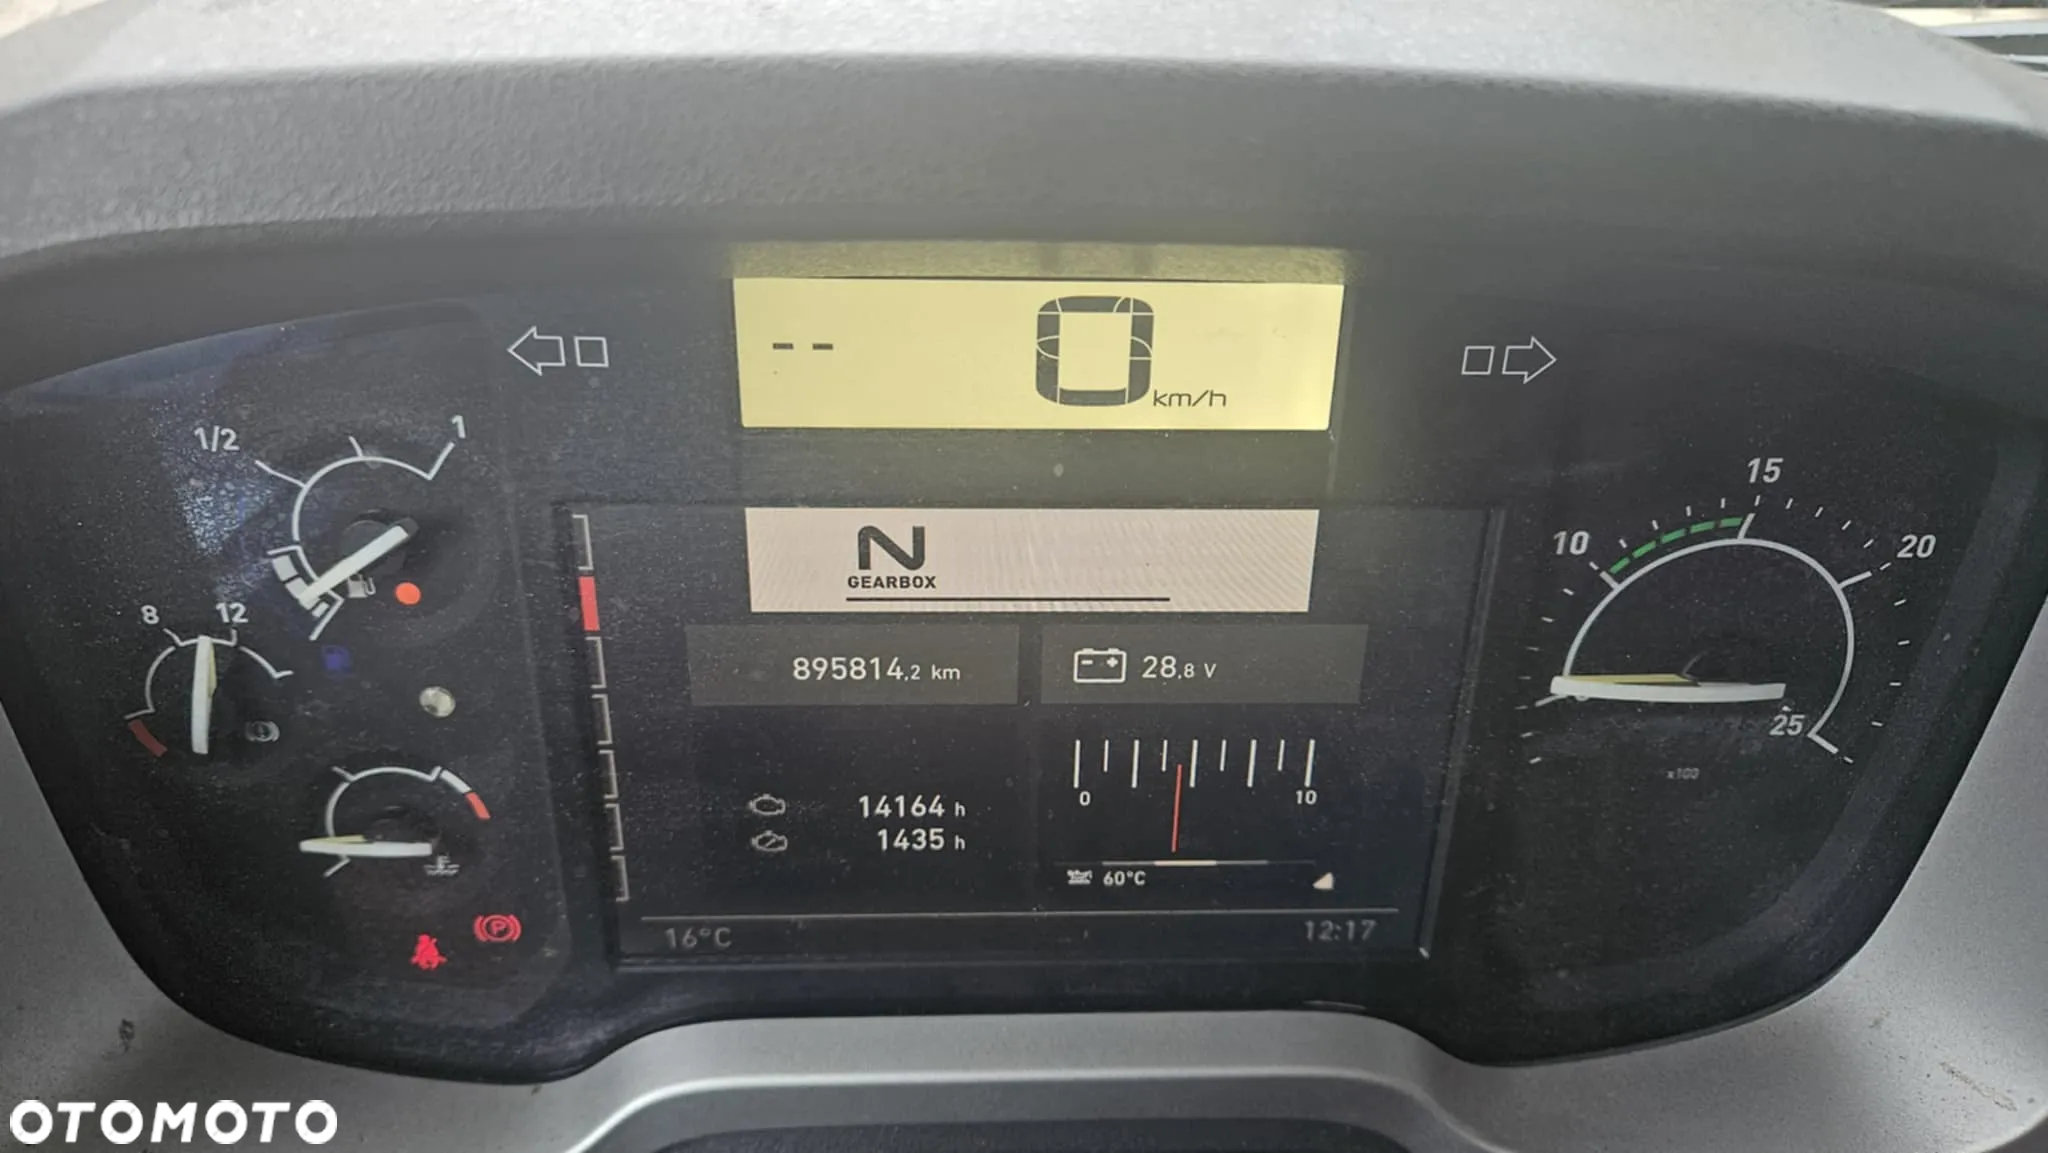 -- 0 km/h
1/2 1
15
10 20
N
GEARBOX
8 12
895814,2 km
28,8 V
25
x100
0 10
14164 h
1435 h
60°C
P
16°C 12:17
OTOMOTO